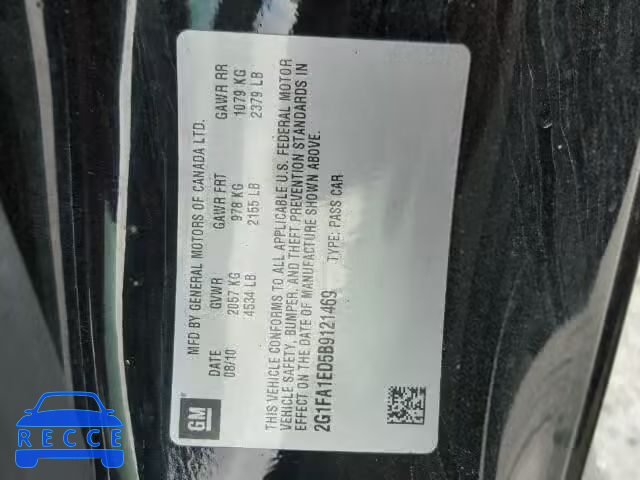 GM
MFD BY GENERAL MOTORS OF CANADA LTD.
DATE GVWR GAWR FRT GAWR RR
08/10 2057 KG 978 KG 1079 KG
4534 LB 2155 LB 2379 LB
THIS VEHICLE CONFORMS TO ALL APPLICABLE U.S. FEDERAL MOTOR
VEHICLE SAFETY, BUMPER, AND THEFT PREVENTION STANDARDS IN
EFFECT ON THE DATE OF MANUFACTURE SHOWN ABOVE.
2G1FA1ED5B9121469 TYPE: PASS CAR
RECCE